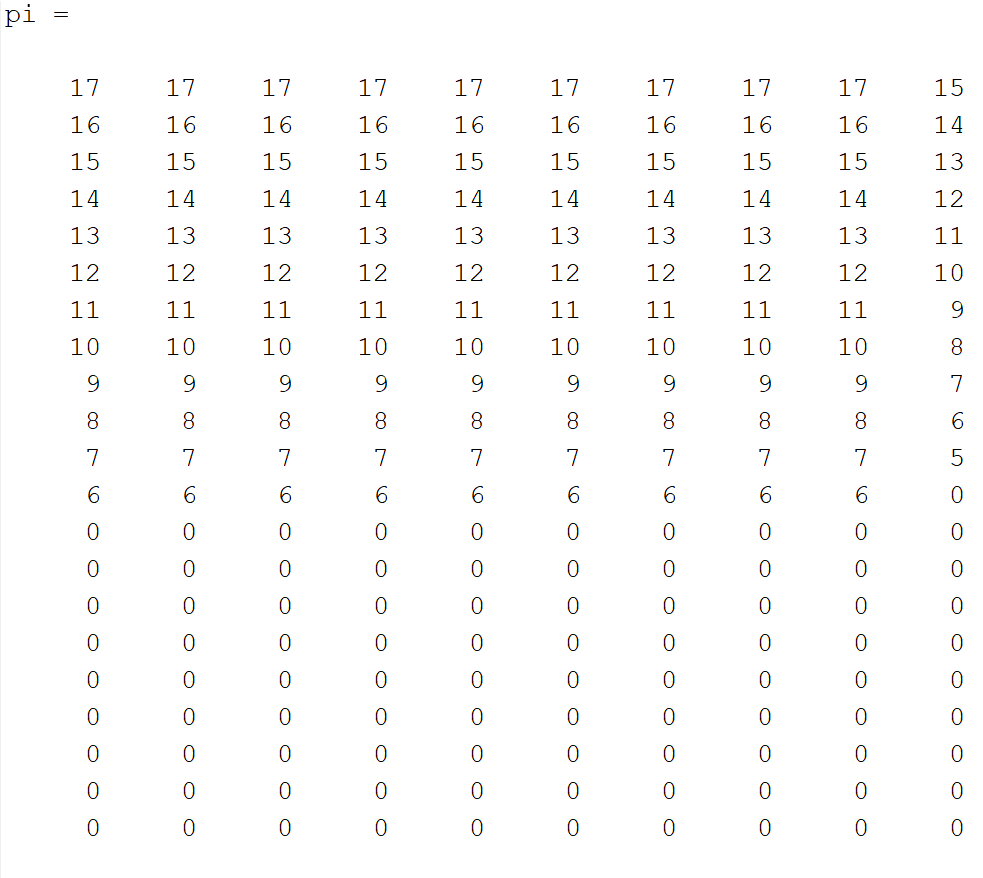 pi =
17 17 17 17 17 17 17 17 17 15
16 16 16 16 16 16 16 16 16 14
15 15 15 15 15 15 15 15 15 13
14 14 14 14 14 14 14 14 14 12
13 13 13 13 13 13 13 13 13 11
12 12 12 12 12 12 12 12 12 10
11 11 11 11 11 11 11 11 11 9
10 10 10 10 10 10 10 10 10 8
9 9 9 9 9 9 9 9 9 7
8 8 8 8 8 8 8 8 8 6
7 7 7 7 7 7 7 7 7 5
6 6 6 6 6 6 6 6 6 0
0 0 0 0 0 0 0 0 0 0
0 0 0 0 0 0 0 0 0 0
0 0 0 0 0 0 0 0 0 0
0 0 0 0 0 0 0 0 0 0
0 0 0 0 0 0 0 0 0 0
0 0 0 0 0 0 0 0 0 0
0 0 0 0 0 0 0 0 0 0
0 0 0 0 0 0 0 0 0 0
0 0 0 0 0 0 0 0 0 0